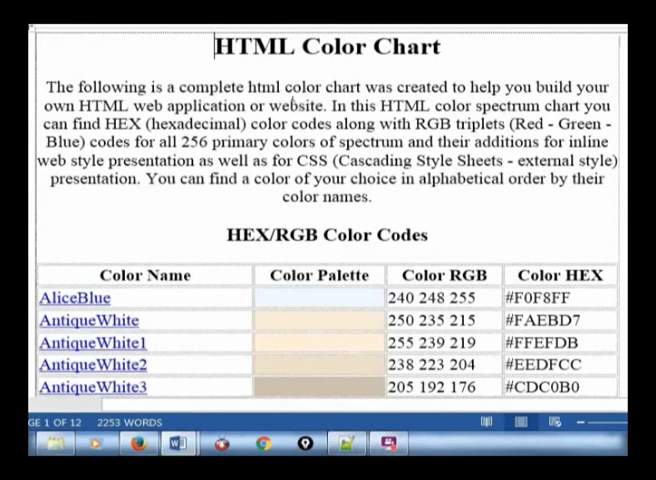 HTML Color Chart
The following is a complete html color chart was created to help you build your
own HTML web application or website. In this HTML color spectrum chart you
can find HEX (hexadecimal) color codes along with RGB triplets (Red - Green -
Blue) codes for all 256 primary colors of spectrum and their additions for inline
web style presentation as well as for CSS (Cascading Style Sheets - external style)
presentation. You can find a color of your choice in alphabetical order by their
color names.
HEX/RGB Color Codes
Color Name Color Palette Color RGB Color HEX
AliceBlue 240 248 255 #F0F8FF
AntiqueWhite 250 235 215 #FAEBD7
AntiqueWhite1 255 239 219 #FFEFDB
AntiqueWhite2 238 223 204 #EEDFCC
AntiqueWhite3 205 192 176 #CDC0B0
GE 1 OF 12 2253 WORDS